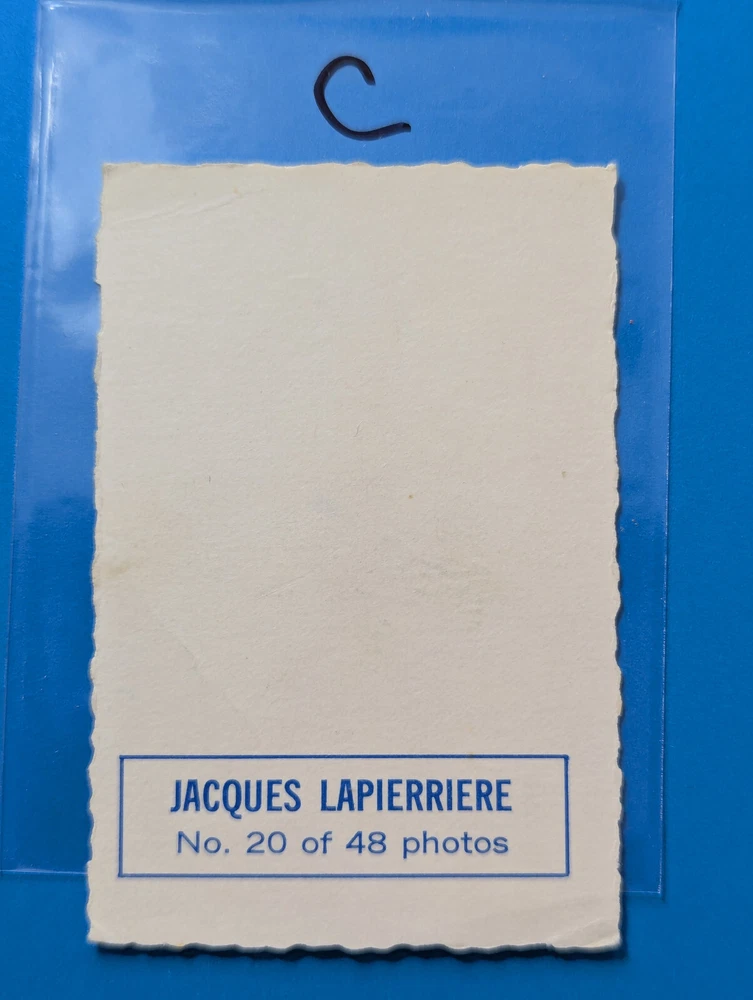 C
JACQUES LAPIERRIERE
No. 20 of 48 photos